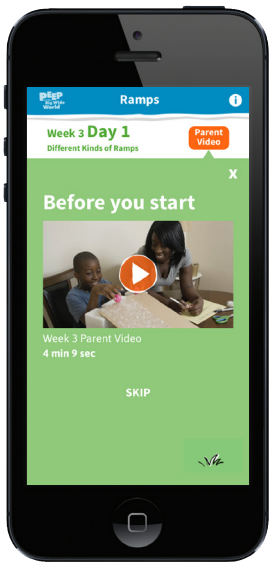 PEEP
Big Wide
World
Ramps
i
Week 3 Day 1
Different Kinds of Ramps
Parent
Video
X
Before you start
Week 3 Parent Video
4 min 9 sec
SKIP